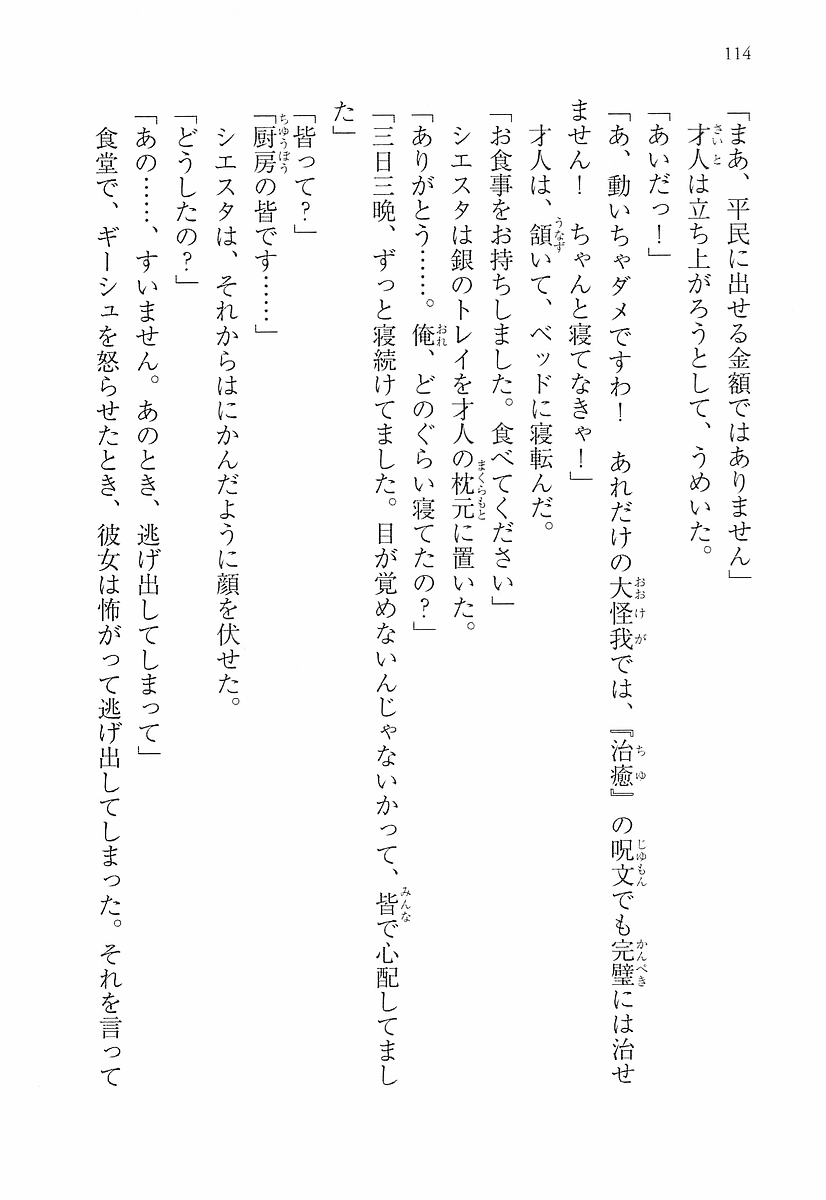 114
「まあ、平民に出せる金額ではありません」
才人は立ち上がろうとして、うめいた。
「あいだっ！」
「あ、動いちゃダメですわ！　あれだけの大怪我では、『治癒』の呪文でも完璧には治せ
ません！　ちゃんと寝てなきゃ！」
才人は、頷いて、ベッドに寝転んだ。
「お食事をお持ちしました。食べてください」
シエスタは銀のトレイを才人の枕元に置いた。
「ありがとう……。俺、どのぐらい寝てたの？」
「三日三晩、ずっと寝続けてました。目が覚めないんじゃないかって、皆で心配してまし
た」
「皆って？」
「厨房の皆です……」
シエスタは、それからはにかんだように顔を伏せた。
「どうしたの？」
「あの……、すいません。あのとき、逃げ出してしまって」
食堂で、ギーシュを怒らせたとき、彼女は怖がって逃げ出してしまった。それを言って